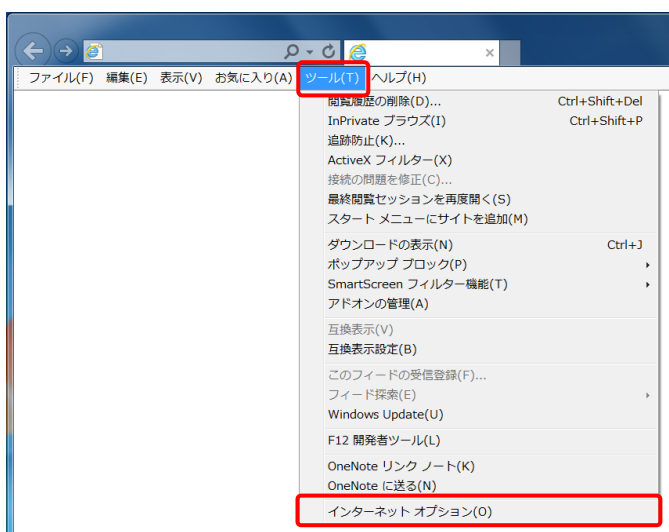 ファイル(F) 編集(E) 表示(V) お気に入り(A) ツール(T) ヘルプ(H)
閲覧履歴の削除(D)... Ctrl+Shift+Del
InPrivate ブラウズ(I) Ctrl+Shift+P
追跡防止(K)...
ActiveX フィルター(X)
接続の問題を修正(C)...
最終閲覧セッションを再度開く(S)
スタート メニューにサイトを追加(M)
ダウンロードの表示(N) Ctrl+J
ポップアップ ブロック(P)
SmartScreen フィルター機能(T)
アドオンの管理(A)
互換表示(V)
互換表示設定(B)
このフィードの受信登録(F)...
フィード探索(E)
Windows Update(U)
F12 開発者ツール(L)
OneNote リンク ノート(K)
OneNote に送る(N)
インターネット オプション(O)